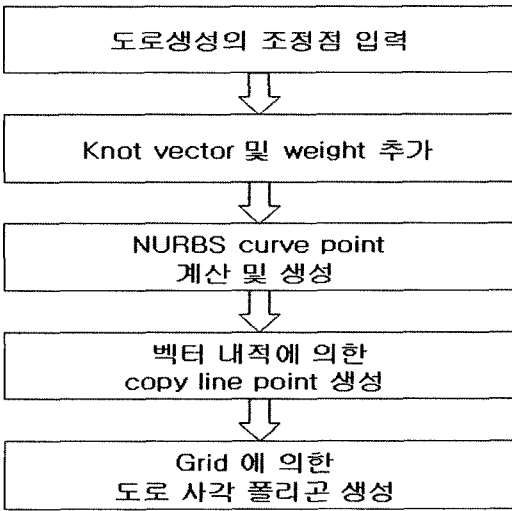 도로생성의 조정점 입력
Knot vector 및 weight 추가
NURBS curve point
계산 및 생성
벡터 내적에 의한
copy line point 생성
Grid 에 의한
도로 사각 폴리곤 생성